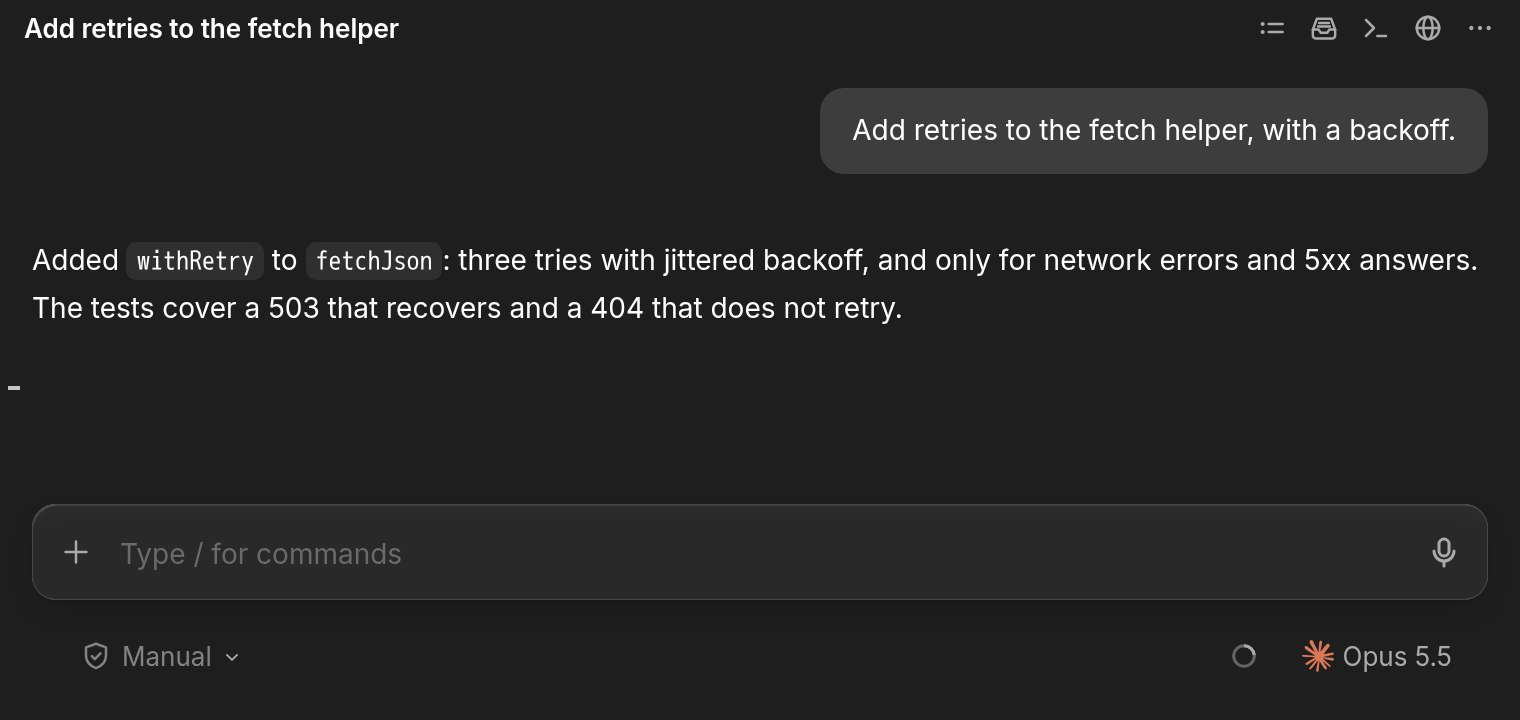 Add retries to the fetch helper
Add retries to the fetch helper, with a backoff.
Added withRetry to fetchJson: three tries with jittered backoff, and only for network errors and 5xx answers.
The tests cover a 503 that recovers and a 404 that does not retry.
Type / for commands
Manual
Opus 5.5